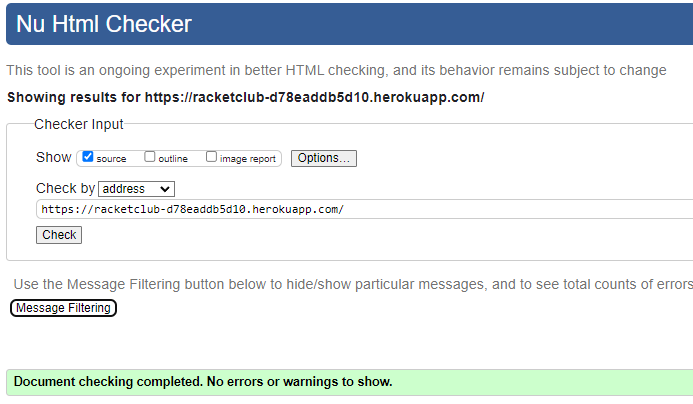 Nu Html Checker
This tool is an ongoing experiment in better HTML checking, and its behavior remains subject to change
Showing results for https://racketclub-d78eaddb5d10.herokuapp.com/
Checker Input
Show source outline image report Options...
Check by address
https://racketclub-d78eaddb5d10.herokuapp.com/
Check
Use the Message Filtering button below to hide/show particular messages, and to see total counts of errors
Message Filtering
Document checking completed. No errors or warnings to show.